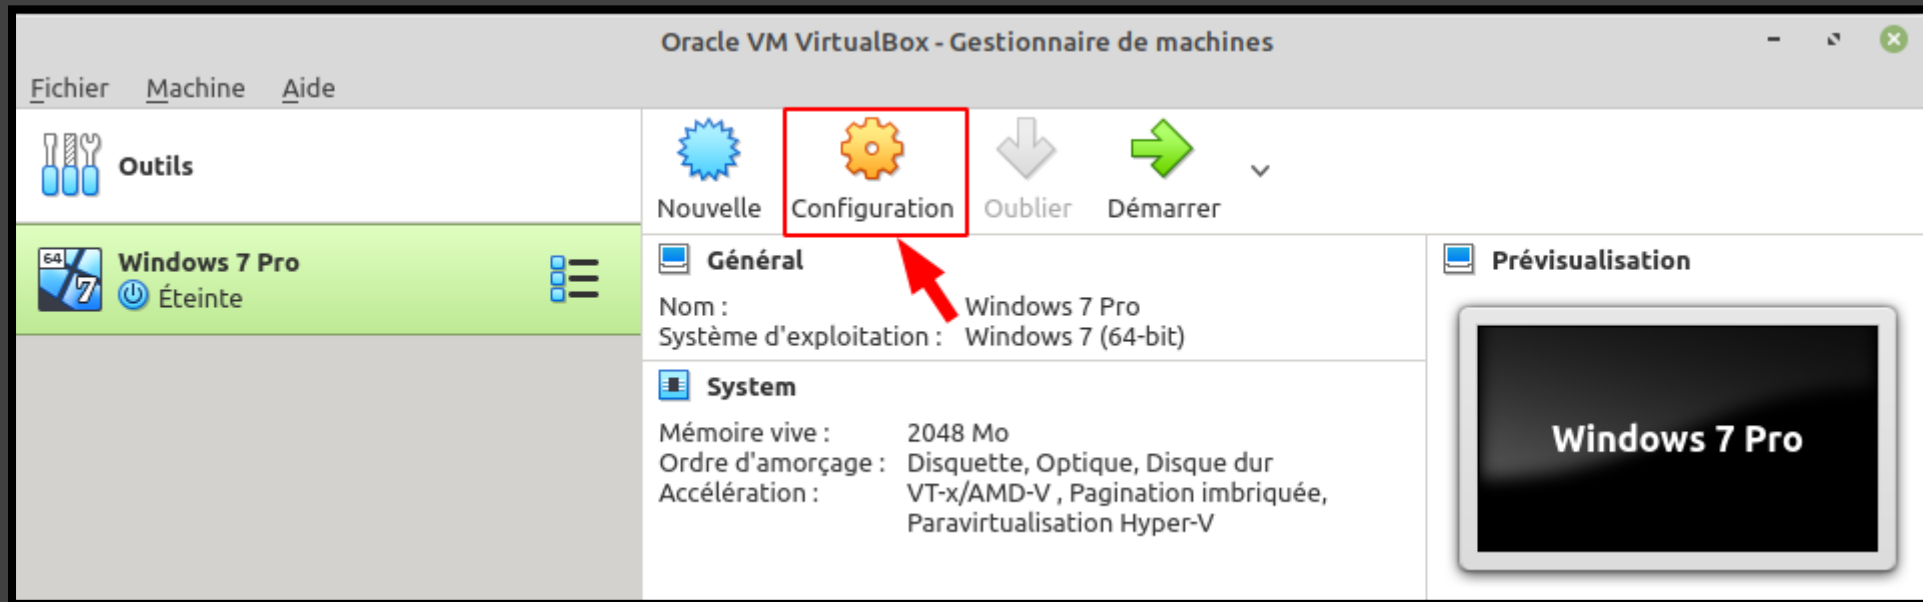 Oracle VM VirtualBox - Gestionnaire de machines
Fichier Machine Aide
Outils
Nouvelle Configuration Oublier Démarrer
64
7
Windows 7 Pro
Éteinte
Général
Nom : Windows 7 Pro
Système d'exploitation : Windows 7 (64-bit)
System
Mémoire vive : 2048 Mo
Ordre d'amorçage : Disquette, Optique, Disque dur
Accélération : VT-x/AMD-V , Pagination imbriquée,
Paravirtualisation Hyper-V
Prévisualisation
Windows 7 Pro